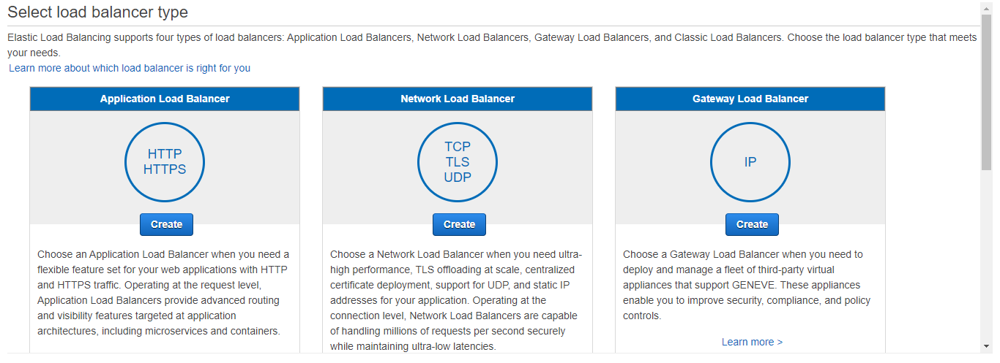 Select load balancer type
Elastic Load Balancing supports four types of load balancers: Application Load Balancers, Network Load Balancers, Gateway Load Balancers, and Classic Load Balancers. Choose the load balancer type that meets
your needs.
Learn more about which load balancer is right for you
Application Load Balancer
HTTP
HTTPS
Create
Choose an Application Load Balancer when you need a
flexible feature set for your web applications with HTTP
and HTTPS traffic. Operating at the request level,
Application Load Balancers provide advanced routing
and visibility features targeted at application
architectures, including microservices and containers.
Network Load Balancer
TCP
TLS
UDP
Create
Choose a Network Load Balancer when you need ultra-
high performance, TLS offloading at scale, centralized
certificate deployment, support for UDP, and static IP
addresses for your application. Operating at the
connection level, Network Load Balancers are capable
of handling millions of requests per second securely
while maintaining ultra-low latencies.
Gateway Load Balancer
IP
Create
Choose a Gateway Load Balancer when you need to
deploy and manage a fleet of third-party virtual
appliances that support GENEVE. These appliances
enable you to improve security, compliance, and policy
controls.
Learn more >